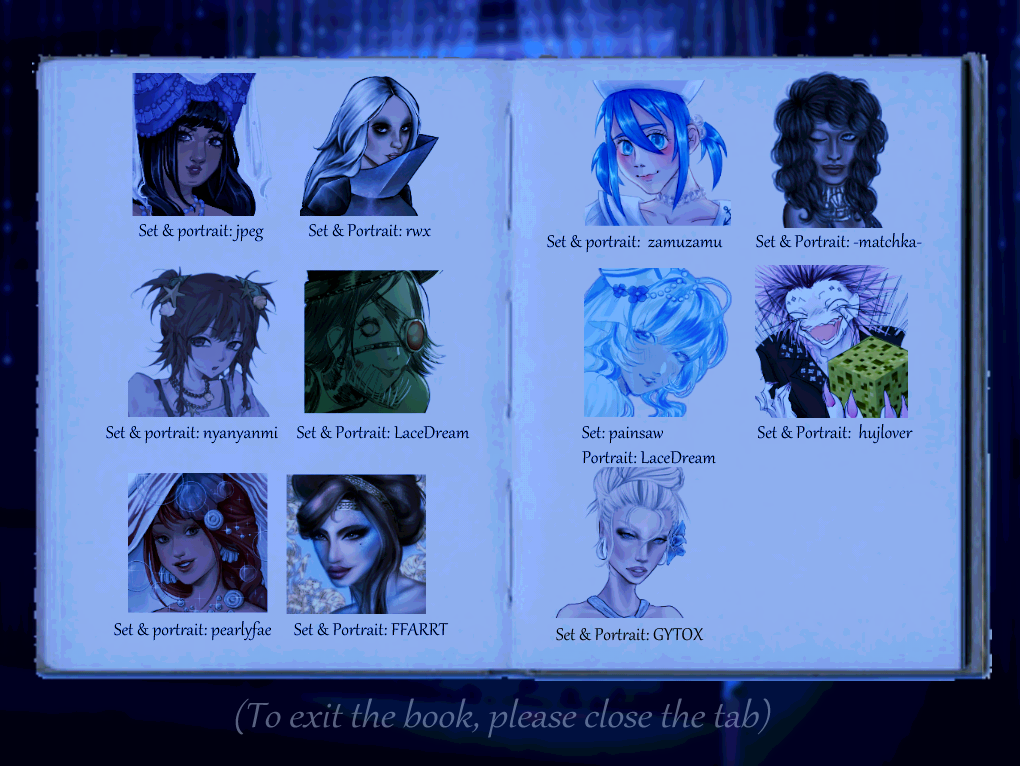 Set & portrait: jpeg
Set & Portrait: rwx
Set & portrait: nyanyanmi
Set & Portrait: LaceDream
Set & portrait: pearlyfae
Set & Portrait: FFARRT
Set & portrait: zamuzamu
Set & Portrait: -matchka-
Set: painsaw
Portrait: LaceDream
Set & Portrait: hujlover
Set & Portrait: GYTOX
(To exit the book, please close the tab)